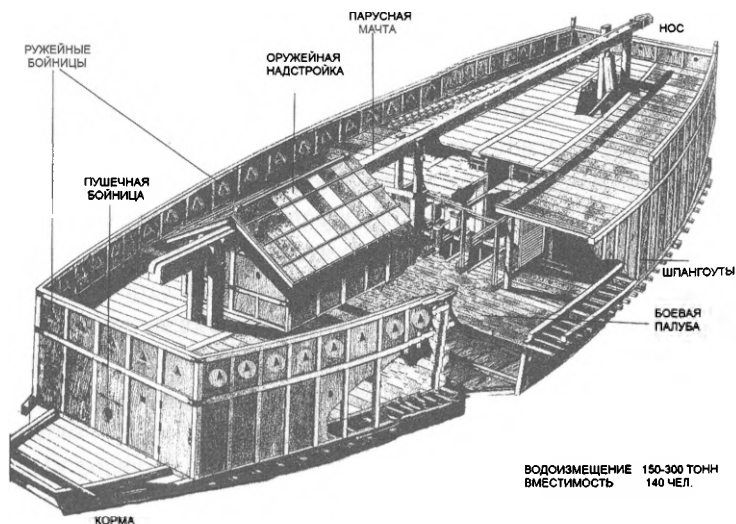 ПАРУСНАЯ
МАЧТА
НОС
РУЖЕЙНЫЕ
БОЙНИЦЫ
ОРУЖЕЙНАЯ
НАДСТРОЙКА
ПУШЕЧНАЯ
БОЙНИЦА
ШПАНГОУТЫ
БОЕВАЯ
ПАЛУБА
ВОДОИЗМЕЩЕНИЕ 150-300 ТОНН
ВМЕСТИМОСТЬ 140 ЧЕЛ.
КОРМА